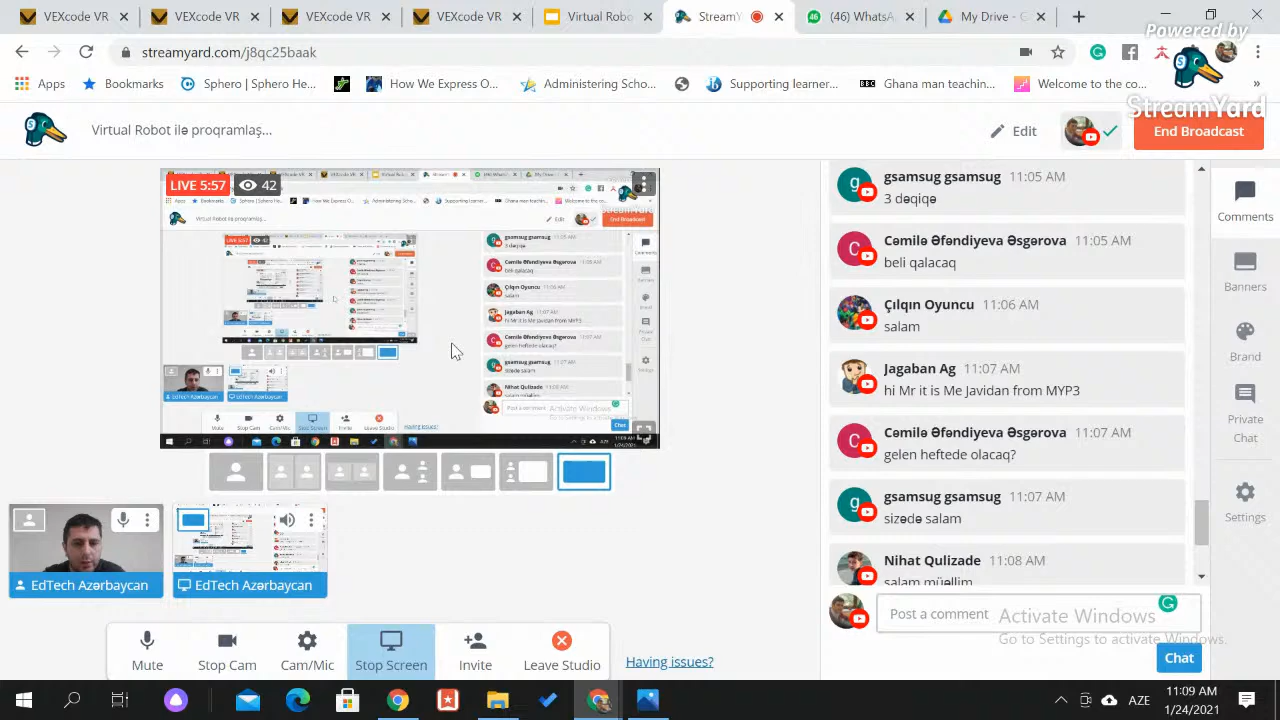 VEXcode VR
VEXcode VR
VEXcode VR
Virtual Robo
StreamY
(46) WhatsA
My Drive - G
Powered by
streamyard.com/j8qc25baak
Apps
Bookmarks
Sphero | Sphero He...
How We Express O...
Administering Scho...
Supporting learner...
Ghana man teachin...
Welcome to the co...
»
StreamYard
Virtual Robot ilə proqramlaş...
Edit
End Broadcast
LIVE 5:57
42
gsamsug gsamsug 11:05 AM
3 dəqiqə
Cəmilə Əfəndiyeva Əsgərova 11:05 AM
beli qalacaq
Çılqın Oyuncu 11:06 AM
salam
Jagaban Ag 11:07 AM
hi Mr it is Me Javidan from MYP3
Cəmilə Əfəndiyeva Əsgərova 11:07 AM
gelen heftede olacaq?
gsamsug gsamsug 11:07 AM
sizədə salam
Nihat Qulizade 11:08 AM
salam müəllim
Comments
Banners
Brand
Private
Chat
Settings
EdTech Azərbaycan
EdTech Azərbaycan
Post a comment
Activate Windows
Go to Settings to activate Windows.
Chat
Mute
Stop Cam
Cam/Mic
Stop Screen
Invite
Leave Studio
Having issues?
AZE
11:09 AM
1/24/2021